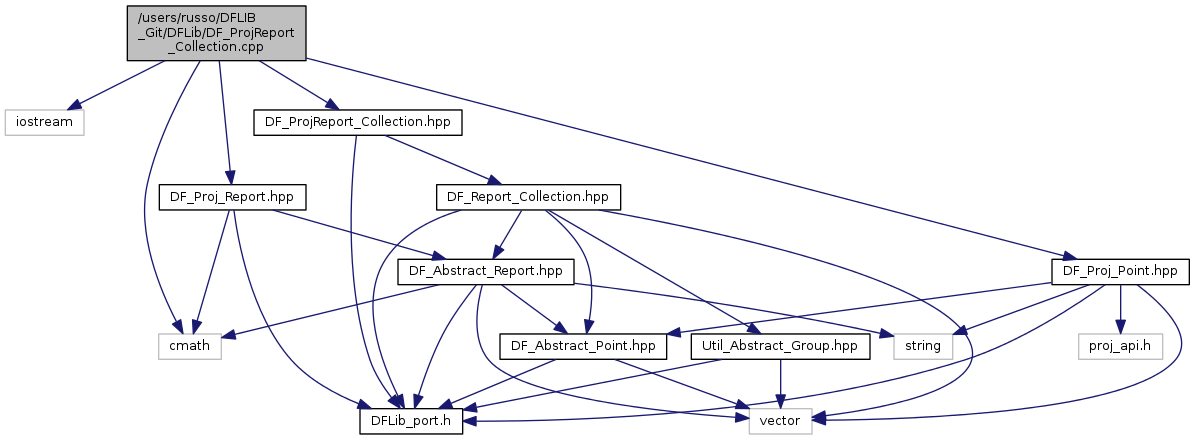 /users/russo/DFLIB
_Git/DFLib/DF_ProjReport
_Collection.cpp
iostream
DF_ProjReport_Collection.hpp
DF_Proj_Report.hpp
DF_Report_Collection.hpp
DF_Abstract_Report.hpp
DF_Proj_Point.hpp
cmath
DF_Abstract_Point.hpp
Util_Abstract_Group.hpp
string
proj_api.h
DFLib_port.h
vector